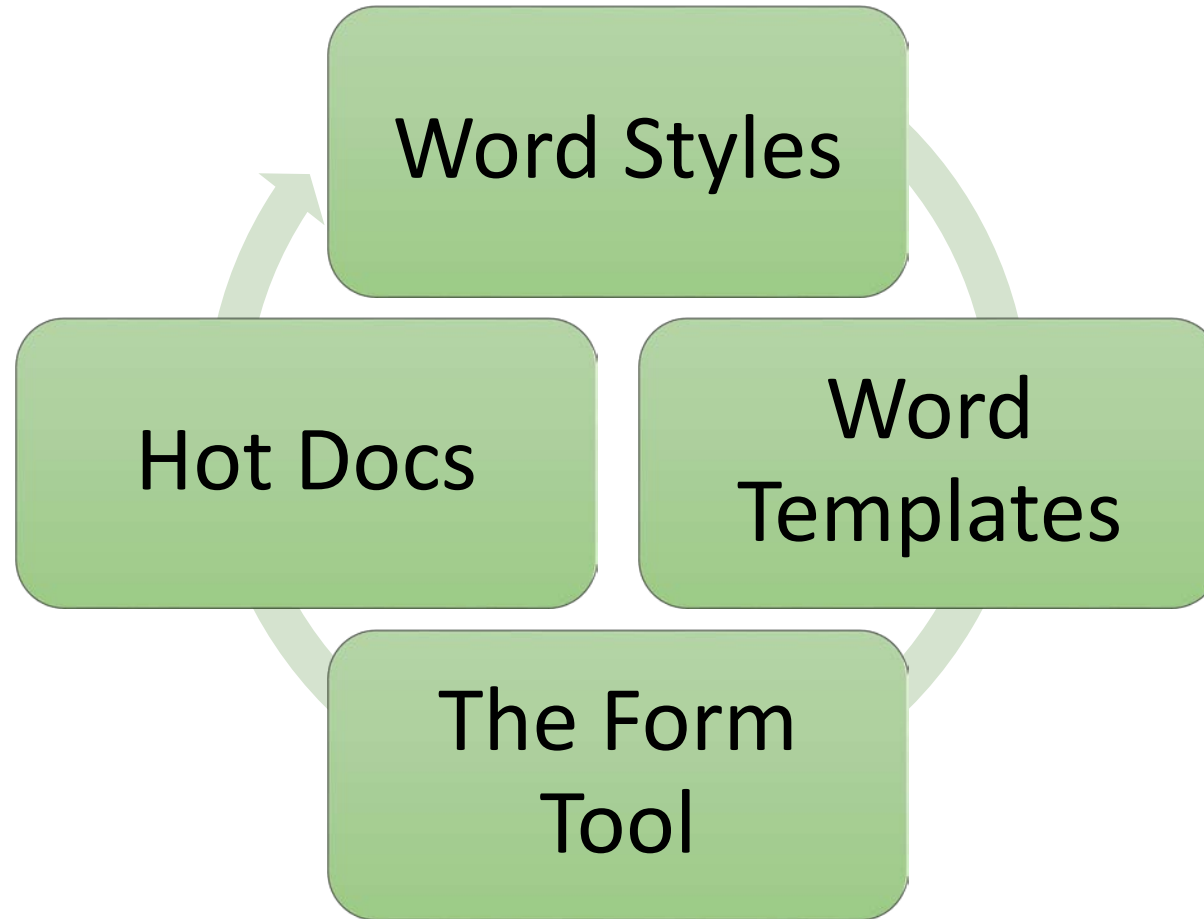 Word Styles
Word
Templates
The Form
Tool
Hot Docs